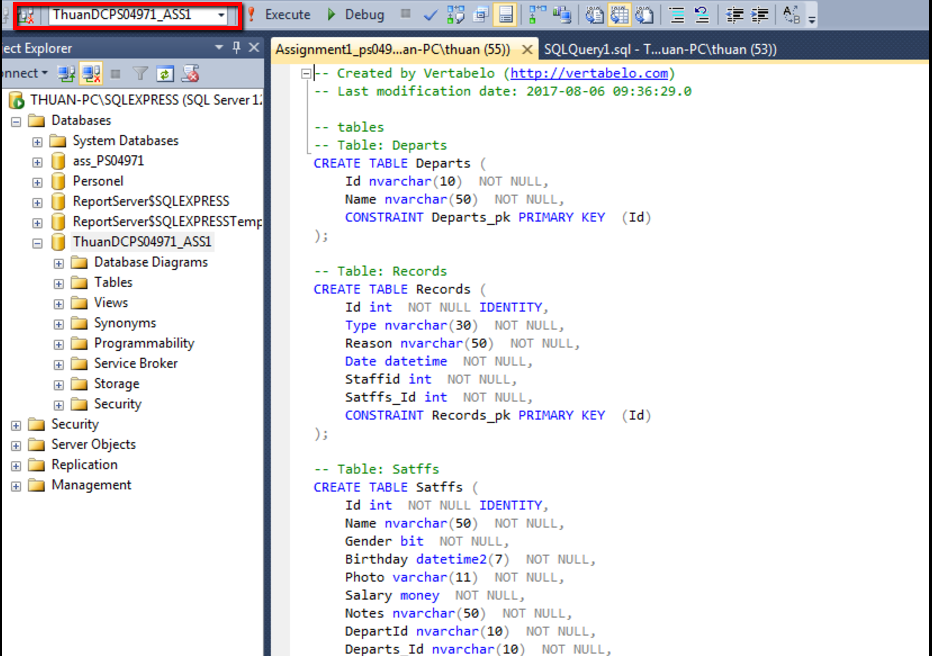 ThuanDCPS04971_ASS1
Execute
Debug
ect Explorer
Assignment1_ps049...an-PC\thuan (55))
SQLQuery1.sql - T...uan-PC\thuan (53))
onnect
THUAN-PC\SQLEXPRESS (SQL Server 12
Databases
System Databases
ass_PS04971
Personel
ReportServer$SQLEXPRESS
ReportServer$SQLEXPRESSTemp
ThuanDCPS04971_ASS1
Database Diagrams
Tables
Views
Synonyms
Programmability
Service Broker
Storage
Security
Security
Server Objects
Replication
Management
-- Created by Vertabelo (http://vertabelo.com)
-- Last modification date: 2017-08-06 09:36:29.0
-- tables
-- Table: Departs
CREATE TABLE Departs (
Id nvarchar(10) NOT NULL,
Name nvarchar(50) NOT NULL,
CONSTRAINT Departs_pk PRIMARY KEY (Id)
);
-- Table: Records
CREATE TABLE Records (
Id int NOT NULL IDENTITY,
Type nvarchar(30) NOT NULL,
Reason nvarchar(50) NOT NULL,
Date datetime NOT NULL,
Staffid int NOT NULL,
Satffs_Id int NOT NULL,
CONSTRAINT Records_pk PRIMARY KEY (Id)
);
-- Table: Satffs
CREATE TABLE Satffs (
Id int NOT NULL IDENTITY,
Name nvarchar(50) NOT NULL,
Gender bit NOT NULL,
Birthday datetime2(7) NOT NULL,
Photo varchar(11) NOT NULL,
Salary money NOT NULL,
Notes nvarchar(50) NOT NULL,
DepartId nvarchar(10) NOT NULL,
Departs_Id nvarchar(10) NOT NULL,